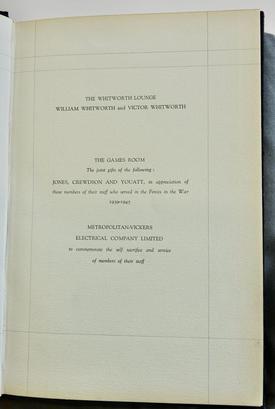 THE WHITWORTH LOUNGE
WILLIAM WHITWORTH and VICTOR WHITWORTH
THE GAMES ROOM
The joint gifts of the following :
JONES, CREWDSON AND YOUATT, in appreciation of
those members of their staff who served in the Forces in the War
1939-1945
METROPOLITAN-VICKERS
ELECTRICAL COMPANY LIMITED
to commemorate the self sacrifice and service
of members of their staff